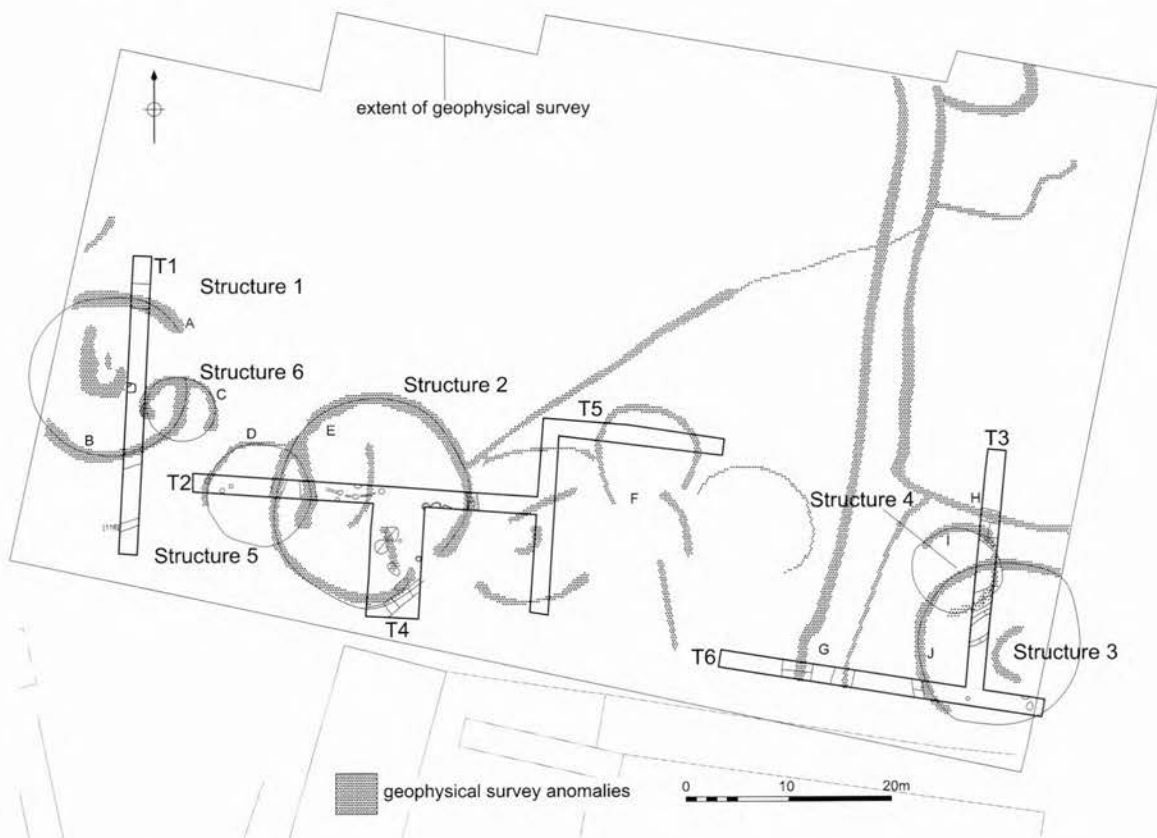 extent of geophysical survey
T1
Structure 1
A
Structure 6
C
Structure 2
B
D
E
T5
T2
T3
F
H
Structure 4
I
[118]
Structure 5
T4
T6
G
J
Structure 3
geophysical survey anomalies
0 10 20m